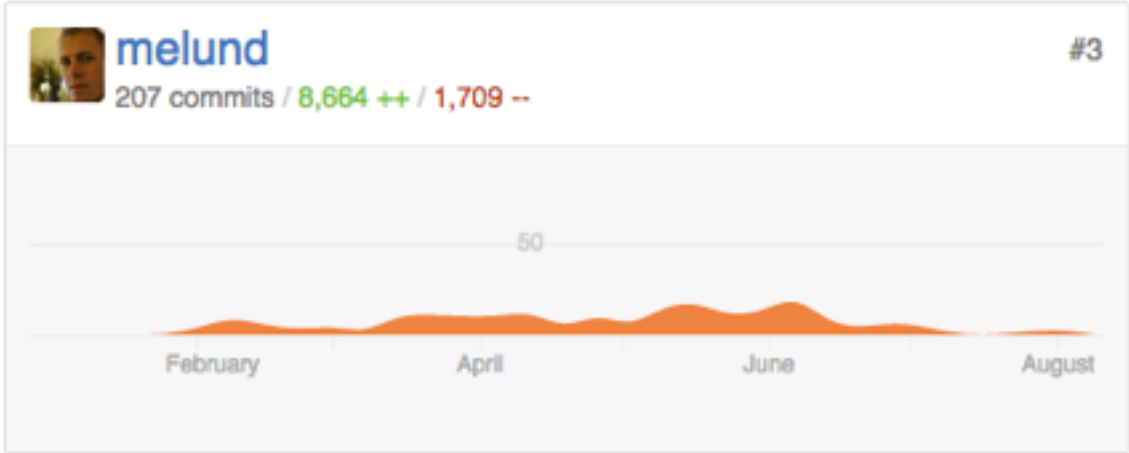 melund
#3
207 commits / 8,664 ++ / 1,709 --
50
February April June August